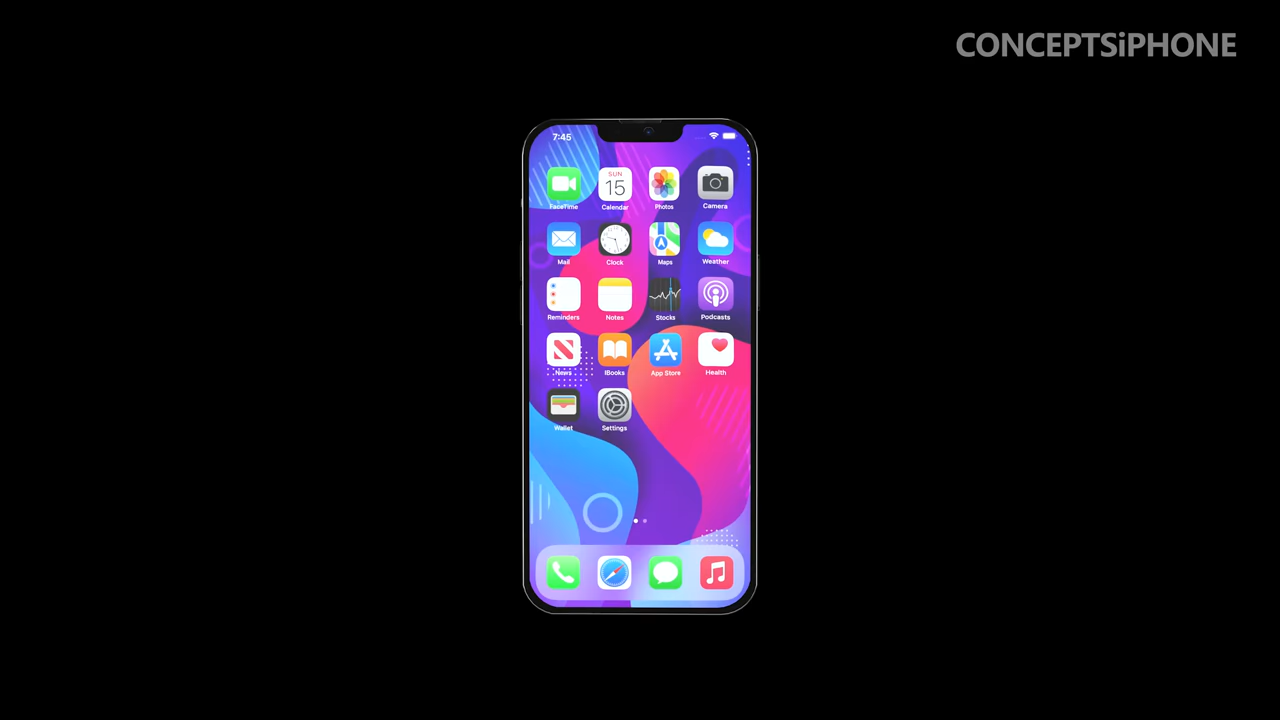 CONCEPTSiPHONE
7:45
SUN
15
FaceTime
Calendar
Photos
Camera
Mail
Clock
Maps
Weather
Reminders
Notes
Stocks
Podcasts
News
iBooks
App Store
Health
Wallet
Settings